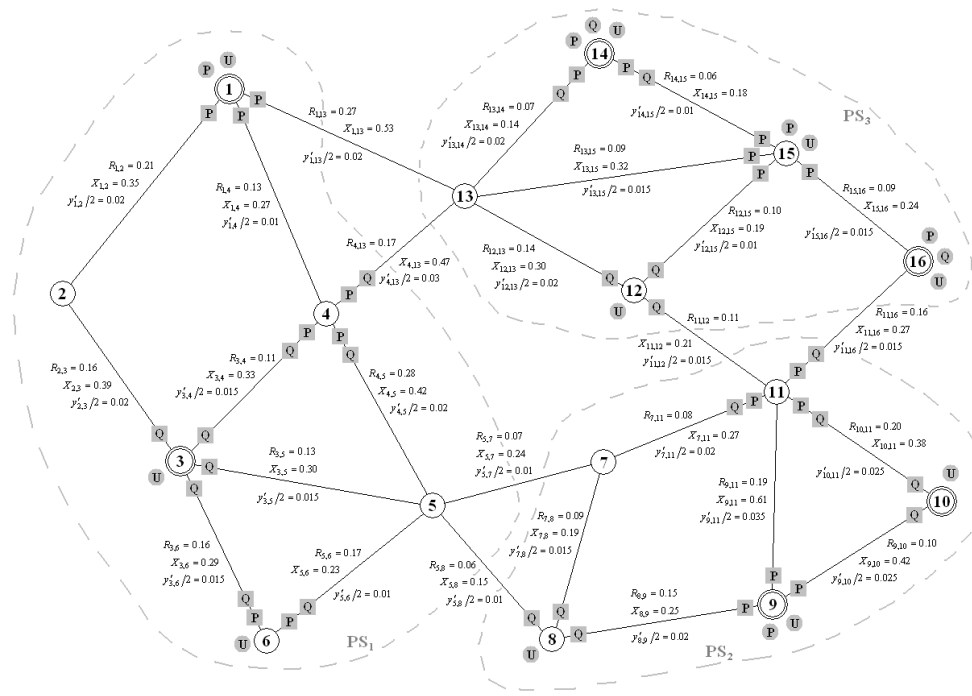 P Q U
14
P P Q
Q
R14,15 = 0.06
X14,15 = 0.18
y'14,15/2 = 0.01
PS3
P U
1
P P P
R1,13 = 0.27
X1,13 = 0.53
y'1,13/2 = 0.02
R13,14 = 0.07
X13,14 = 0.14
y'13,14/2 = 0.02
R13,15 = 0.09
X13,15 = 0.32
y'13,15/2 = 0.015
P P U
P 15
P P
R1,2 = 0.21
X1,2 = 0.35
y'1,2/2 = 0.02
R1,4 = 0.13
X1,4 = 0.27
y'1,4/2 = 0.01
13
R15,16 = 0.09
X15,16 = 0.24
y'15,16/2 = 0.015
R12,15 = 0.10
X12,15 = 0.19
y'12,15/2 = 0.01
P
16 Q
U
R4,13 = 0.17
X4,13 = 0.47
y'4,13/2 = 0.03
R12,13 = 0.14
X12,13 = 0.30
y'12,13/2 = 0.02
2
Q Q
12
U Q
P Q
4
P P
Q Q
R11,12 = 0.11
X11,12 = 0.21
y'11,12/2 = 0.015
R11,16 = 0.16
X11,16 = 0.27
y'11,16/2 = 0.015
R2,3 = 0.16
X2,3 = 0.39
y'2,3/2 = 0.02
R3,4 = 0.11
X3,4 = 0.33
y'3,4/2 = 0.015
R4,5 = 0.28
X4,5 = 0.42
y'4,5/2 = 0.02
Q
P
11
Q P P
Q
R7,11 = 0.08
X7,11 = 0.27
y'7,11/2 = 0.02
R10,11 = 0.20
X10,11 = 0.38
y'10,11/2 = 0.025
Q Q
3 Q
U Q
R3,5 = 0.13
X3,5 = 0.30
y'3,5/2 = 0.015
R5,7 = 0.07
X5,7 = 0.24
y'5,7/2 = 0.01
7
R9,11 = 0.19
X9,11 = 0.61
y'9,11/2 = 0.035
U
Q 10
Q
5
R7,8 = 0.09
X7,8 = 0.19
y'7,8/2 = 0.015
R3,6 = 0.16
X3,6 = 0.29
y'3,6/2 = 0.015
R5,6 = 0.17
X5,6 = 0.23
y'5,6/2 = 0.01
R5,8 = 0.06
X5,8 = 0.15
y'5,8/2 = 0.01
R9,10 = 0.10
X9,10 = 0.42
y'9,10/2 = 0.025
R8,9 = 0.15
X8,9 = 0.25
y'8,9/2 = 0.02
Q Q
P P
U 6
PS1
Q Q
8 Q
U
P P
P 9
P U
PS2